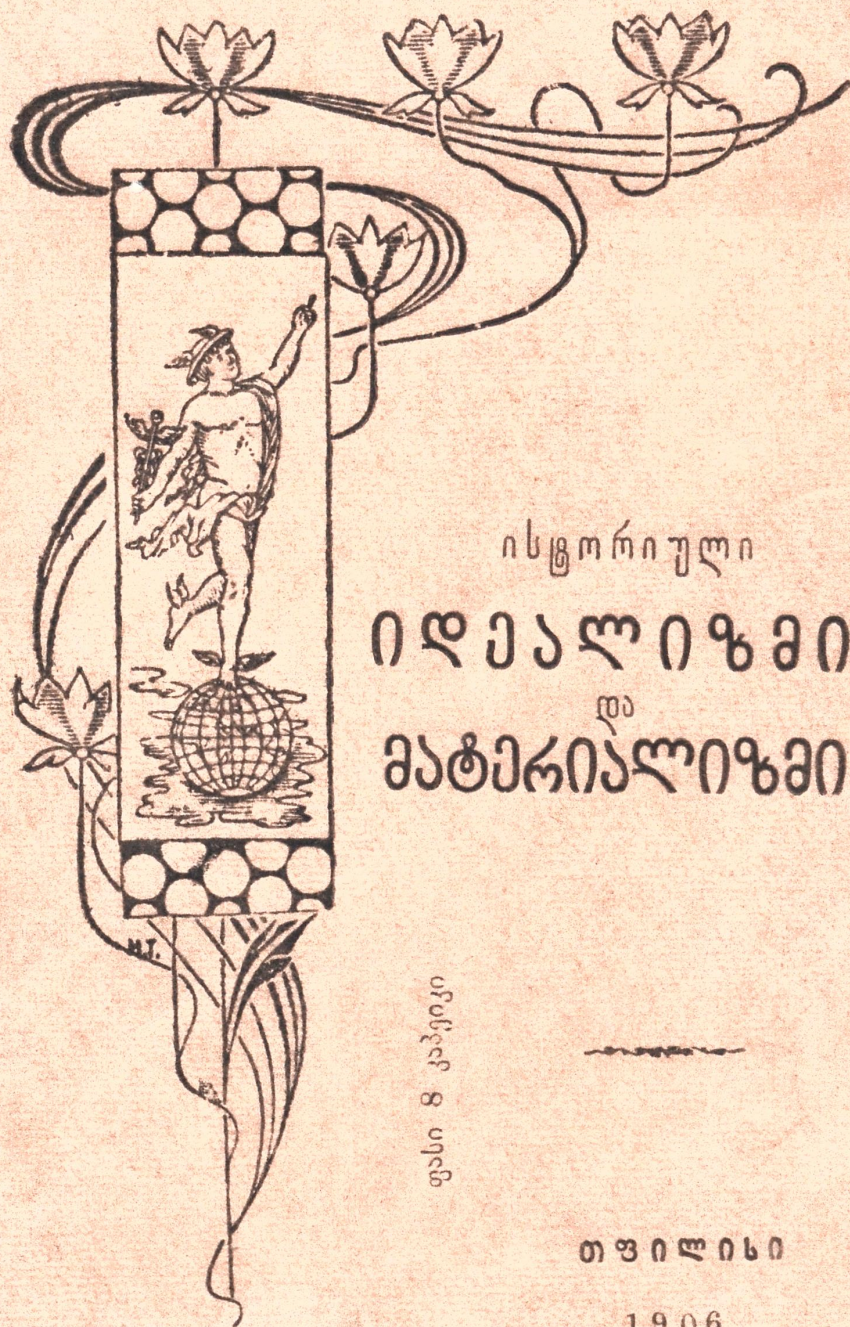 ისტორიული
იდეალიზმი
და
მატერიალიზმი
ფასი 8 კაპეიკი
თფილისი
1906
М.Т.